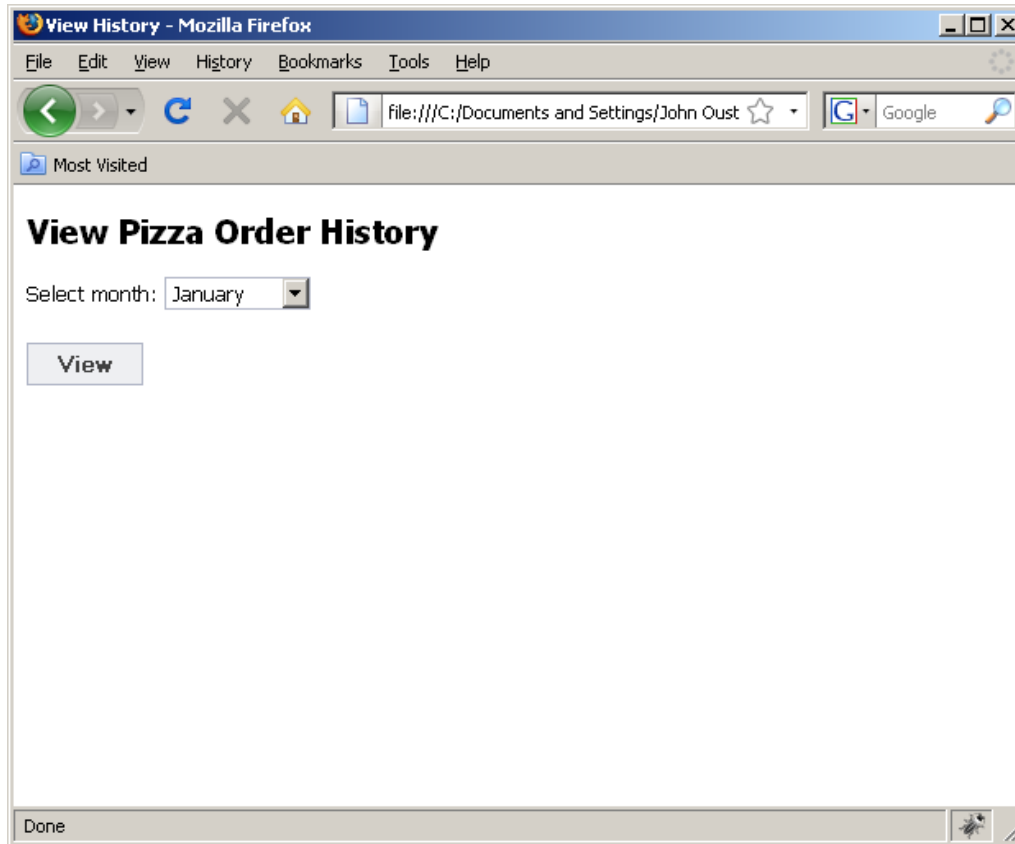 View History - Mozilla Firefox
File Edit View History Bookmarks Tools Help
file:///C:/Documents and Settings/John Oust G Google
Most Visited
View Pizza Order History
Select month: January
View
Done